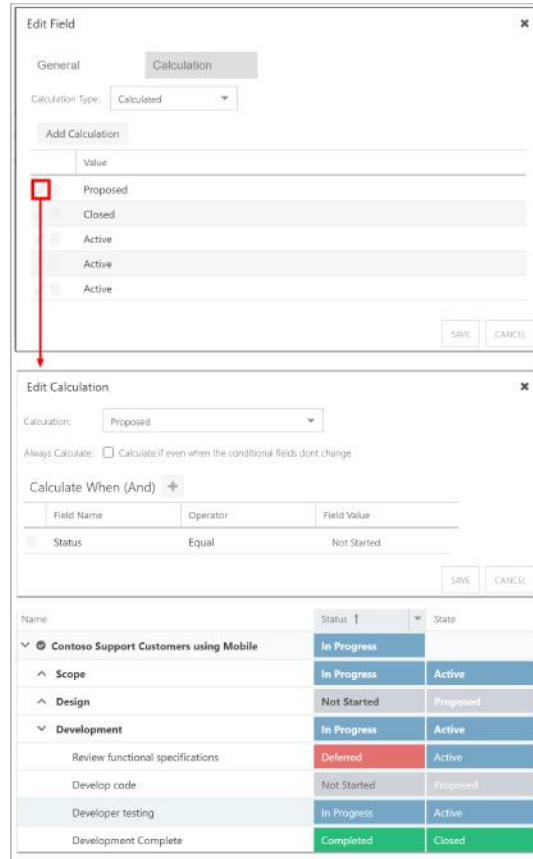 Edit Field
General Calculation
Calculation Type: Calculated
Add Calculation
Value
Proposed
Closed
Active
Active
Active
SAVE CANCEL
Edit Calculation
Calculation: Proposed
Always Calculate: Calculate if even when the conditional fields dont change
Calculate When (And) +
Field Name Operator Field Value
Status Equal Not Started
SAVE CANCEL
Name Status State
Contoso Support Customers using Mobile In Progress
Scope In Progress Active
Design Not Started Proposed
Development In Progress Active
Review functional specifications Deferred Active
Develop code Not Started Proposed
Developer testing In Progress Active
Development Complete Completed Closed